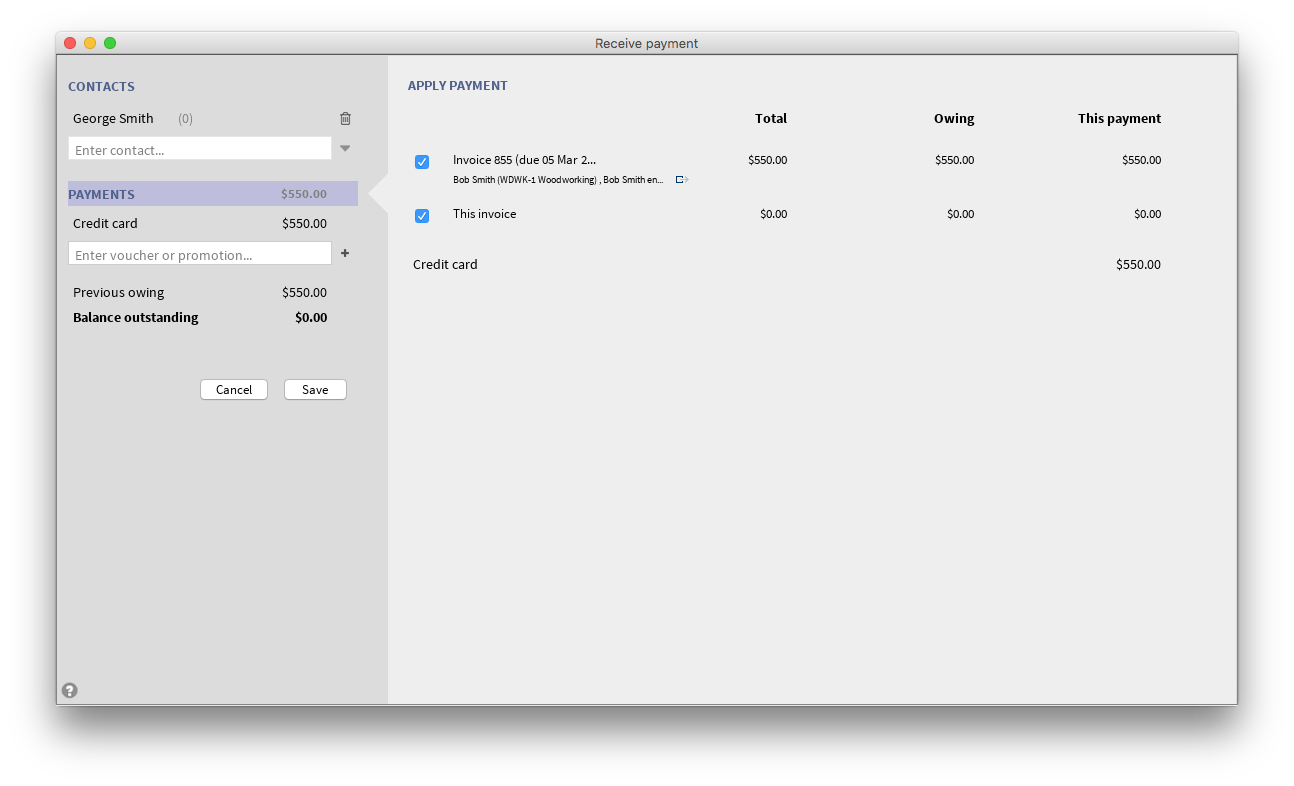 Receive payment
CONTACTS
George Smith (0)
Enter contact...
PAYMENTS $550.00
Credit card $550.00
Enter voucher or promotion... +
Previous owing $550.00
Balance outstanding $0.00
Cancel Save
?
APPLY PAYMENT
Total Owing This payment
Invoice 855 (due 05 Mar 2... $550.00 $550.00 $550.00
Bob Smith (WDWK-1 Woodworking) , Bob Smith en...
This invoice $0.00 $0.00 $0.00
Credit card $550.00